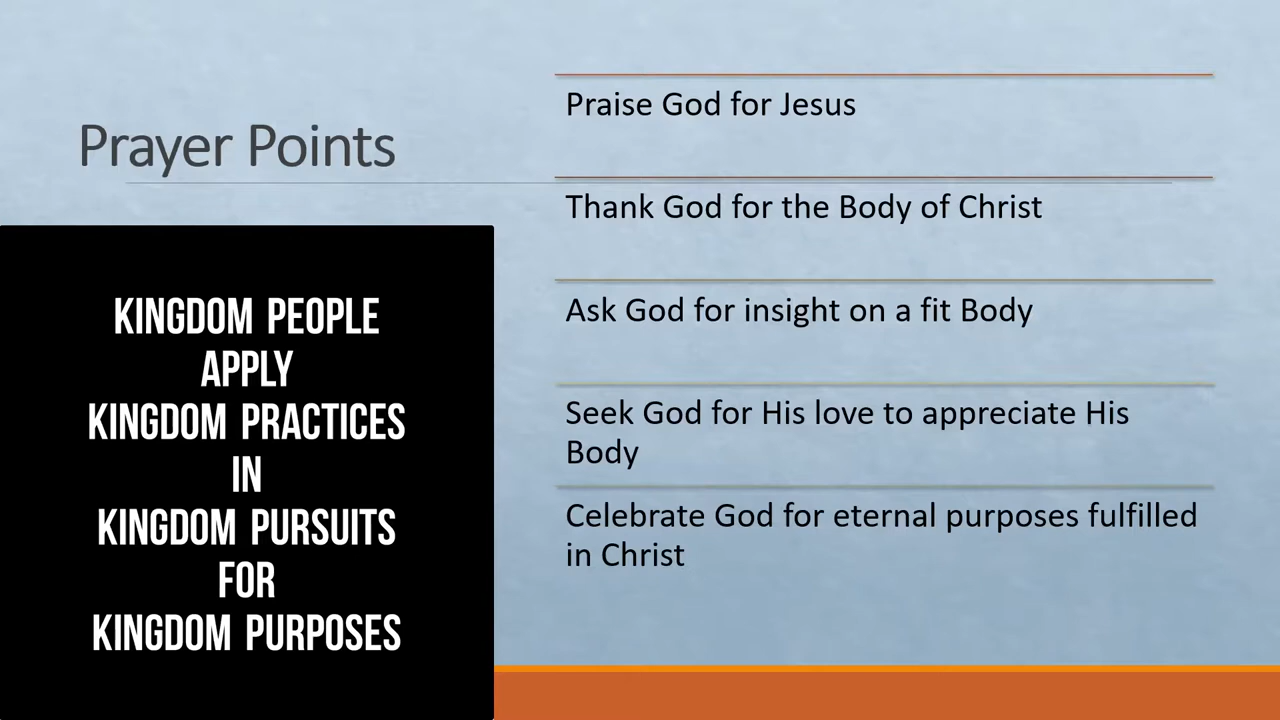 Prayer Points
KINGDOM PEOPLE
APPLY
KINGDOM PRACTICES
IN
KINGDOM PURSUITS
FOR
KINGDOM PURPOSES
Praise God for Jesus
Thank God for the Body of Christ
Ask God for insight on a fit Body
Seek God for His love to appreciate His
Body
Celebrate God for eternal purposes fulfilled
in Christ